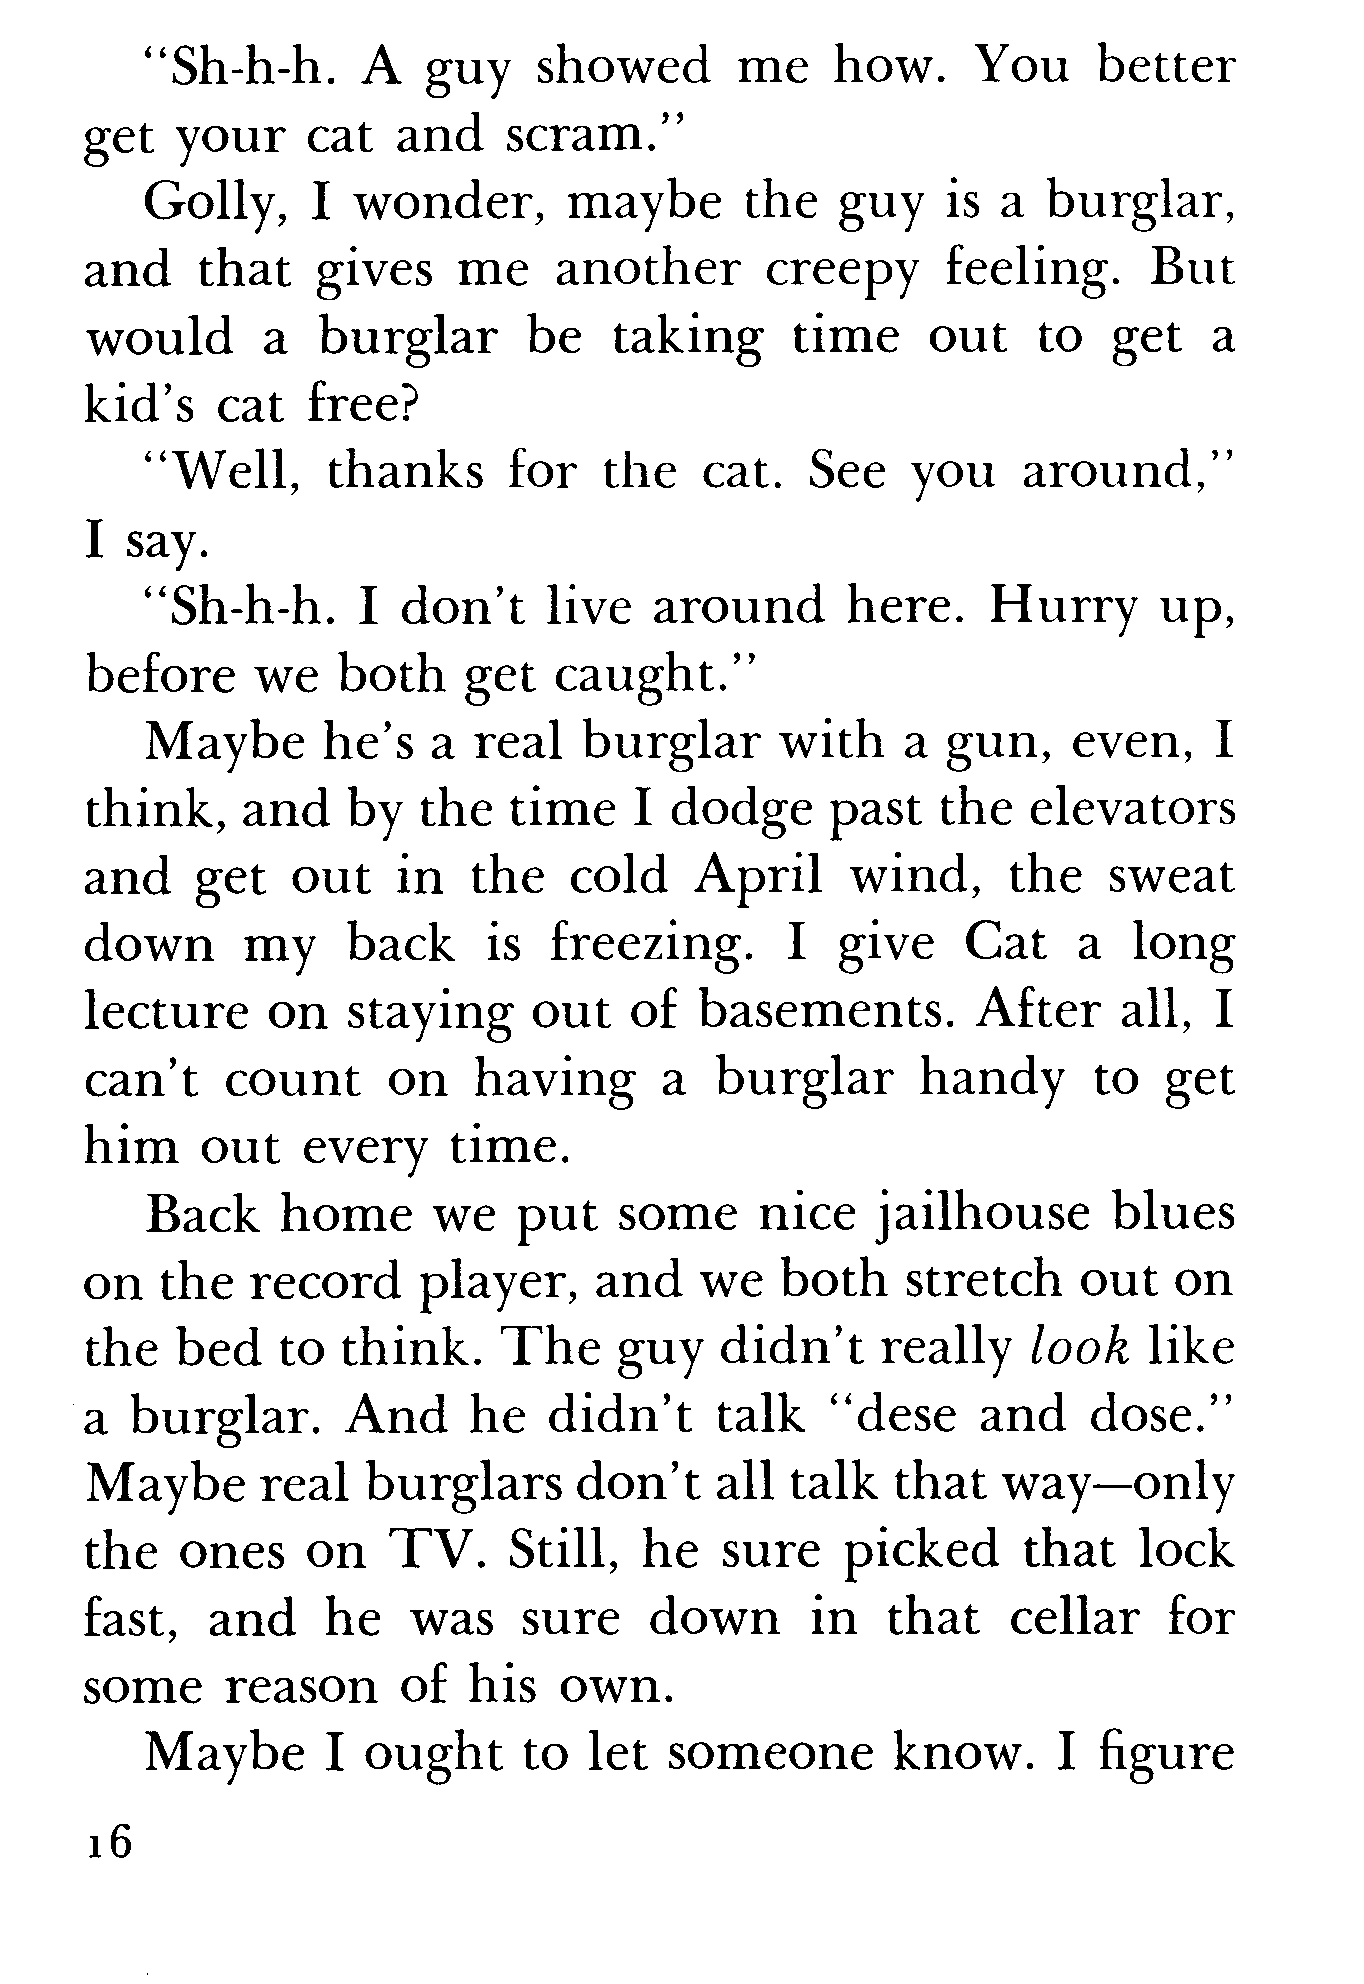 “Sh-h-h. A guy showed me how. You better
get your cat and scram.”
Golly, I wonder, maybe the guy is a burglar,
and that gives me another creepy feeling. But
would a burglar be taking time out to get a
kid’s cat free?
“Well, thanks for the cat. See you around,”
I say.
“Sh-h-h. I don’t live around here. Hurry up,
before we both get caught.”
Maybe he’s a real burglar with a gun, even, I
think, and by the time I dodge past the elevators
and get out in the cold April wind, the sweat
down my back is freezing. I give Cat a long
lecture on staying out of basements. After all, I
can’t count on having a burglar handy to get
him out every time.
Back home we put some nice jailhouse blues
on the record player, and we both stretch out on
the bed to think. The guy didn’t really look like
a burglar. And he didn’t talk “dese and dose.”
Maybe real burglars don’t all talk that way—only
the ones on TV. Still, he sure picked that lock
fast, and he was sure down in that cellar for
some reason of his own.
Maybe I ought to let someone know. I figure
16